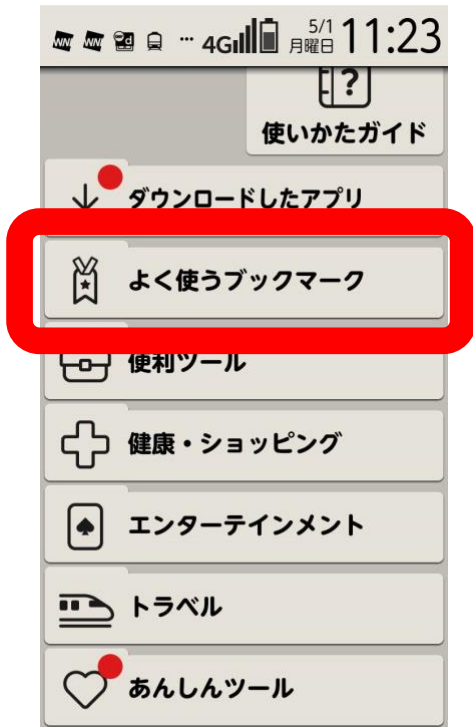 WNI WNI … 4G 5/1 月曜日 11:23
使いかたガイド
ダウンロードしたアプリ
よく使うブックマーク
便利ツール
健康・ショッピング
エンターテインメント
トラベル
あんしんツール